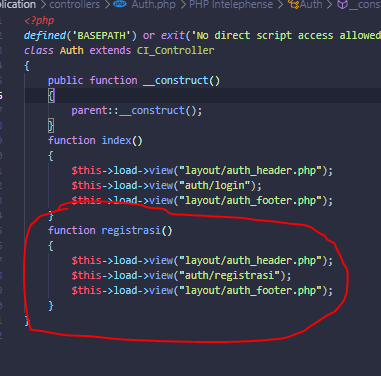 plication > controllers > Auth.php > PHP Intelephense > Auth > __cons
<?php
defined('BASEPATH') or exit('No direct script access allowed
class Auth extends CI_Controller
{
public function __construct()
{
parent::__construct();
}
function index()
{
$this->load->view("layout/auth_header.php");
$this->load->view("auth/login");
$this->load->view("layout/auth_footer.php");
}
function registrasi()
{
$this->load->view("layout/auth_header.php");
$this->load->view("auth/registrasi");
$this->load->view("layout/auth_footer.php");
}
}